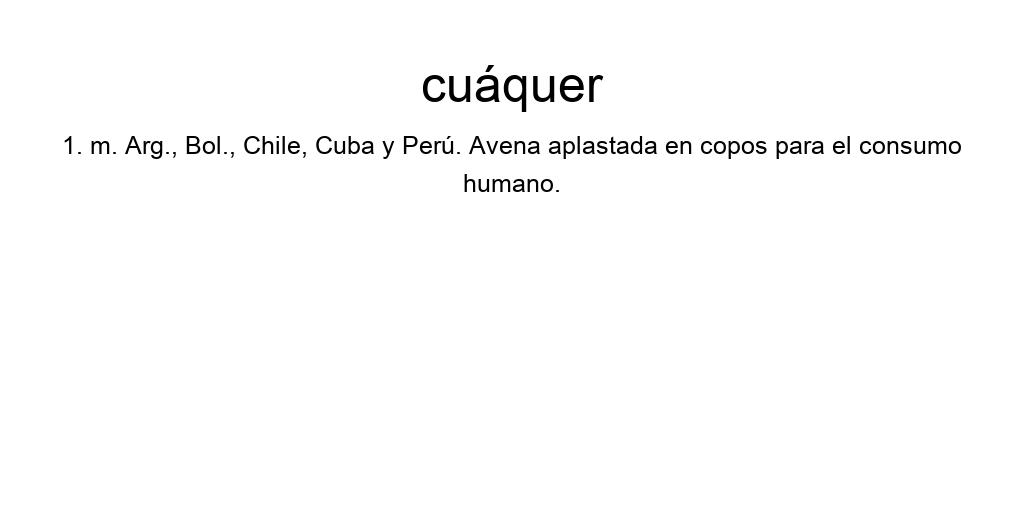 cuáquer
1. m. Arg., Bol., Chile, Cuba y Perú. Avena aplastada en copos para el consumo
humano.